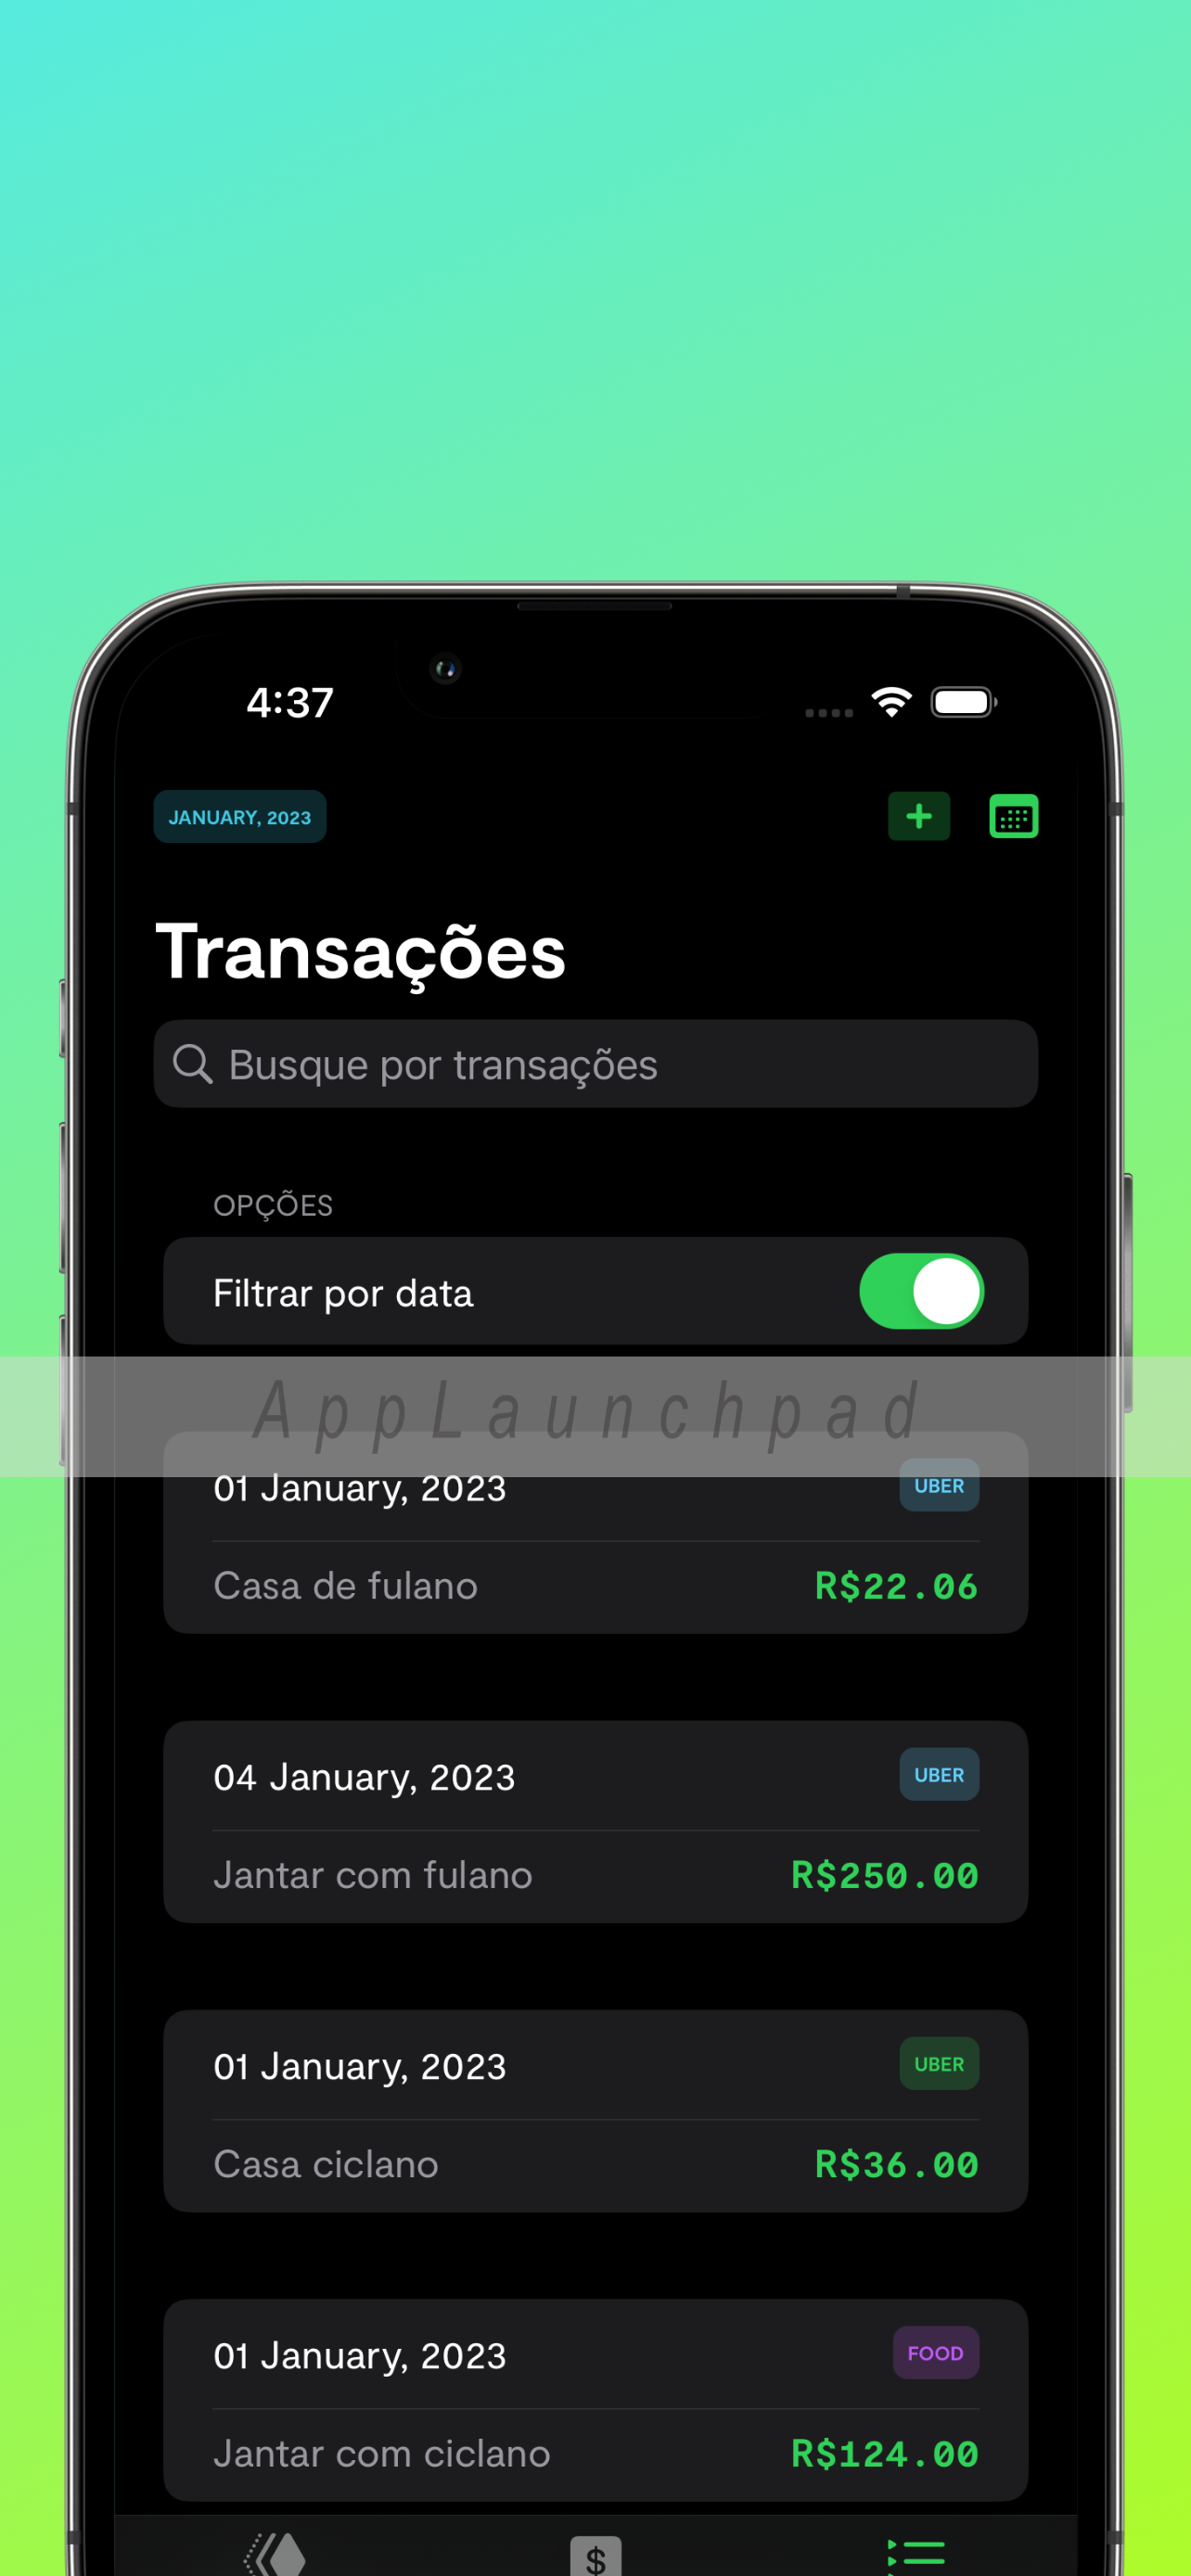 4:37
JANUARY, 2023
Transações
Busque por transações
OPÇÕES
Filtrar por data
AppLaunchpad
01 January, 2023 UBER
Casa de fulano R$22.06
04 January, 2023 UBER
Jantar com fulano R$250.00
01 January, 2023 UBER
Casa ciclano R$36.00
01 January, 2023 FOOD
Jantar com ciclano R$124.00
$